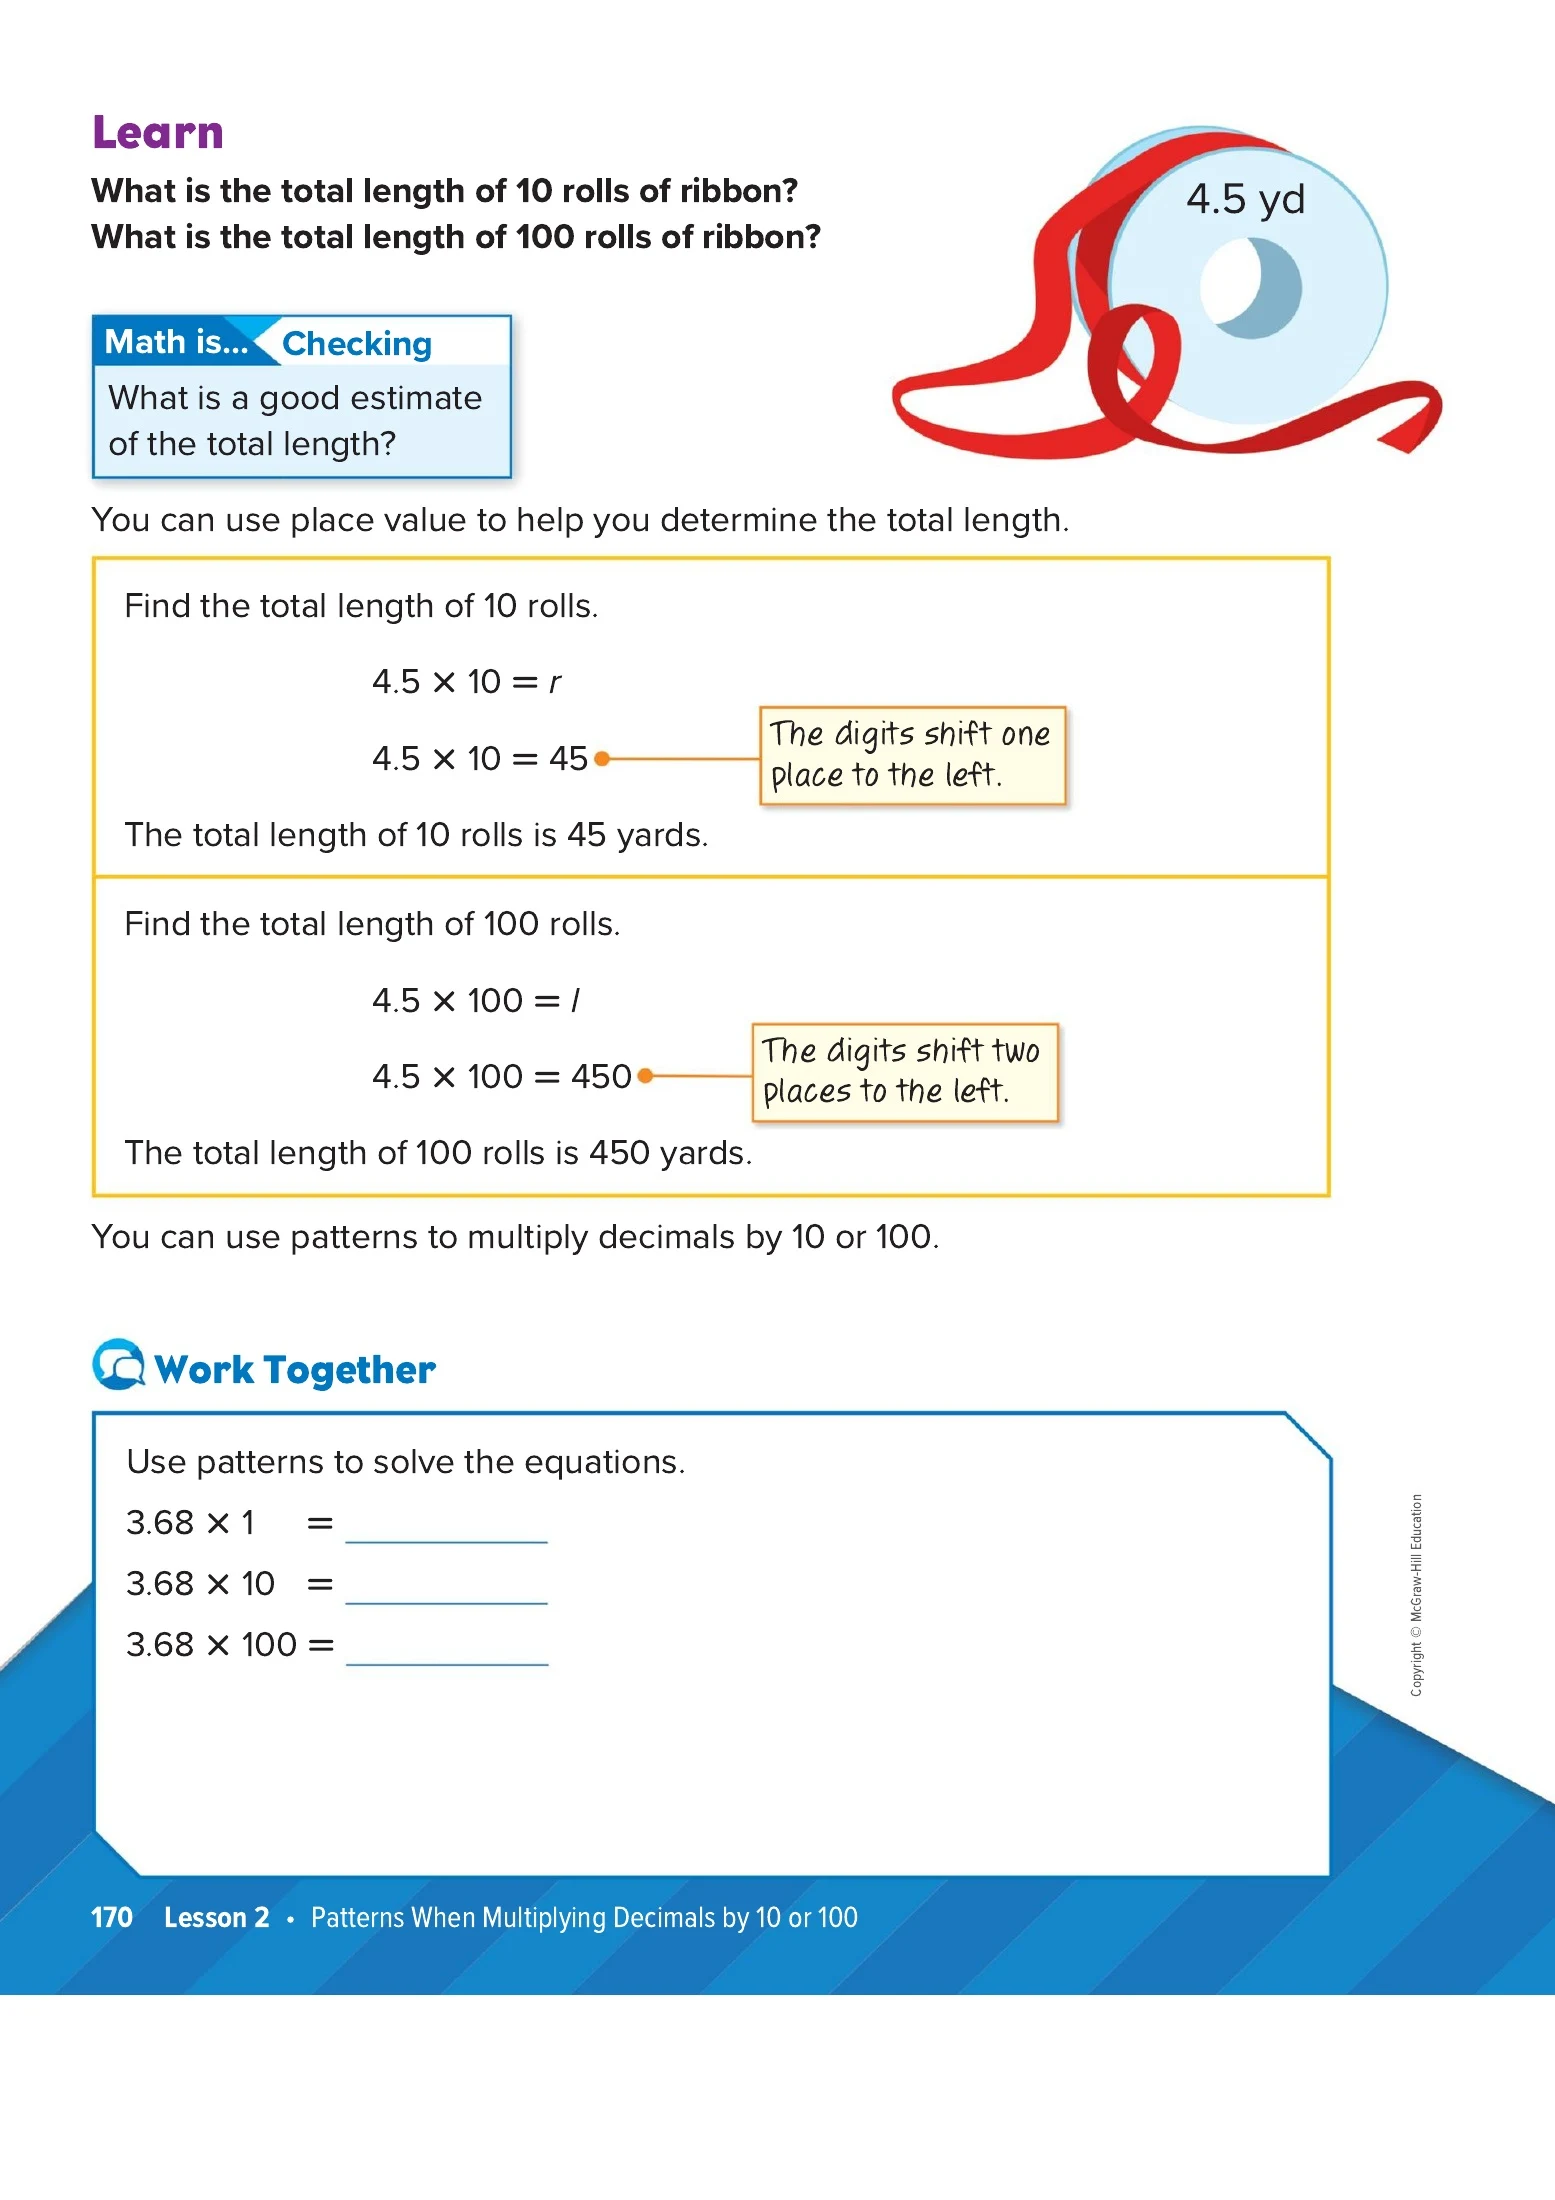 Learn
What is the total length of 10 rolls of ribbon?
What is the total length of 100 rolls of ribbon?
4.5 yd
Math is... Checking
What is a good estimate
of the total length?
You can use place value to help you determine the total length.
Find the total length of 10 rolls.
4.5 × 10 = r
4.5 × 10 = 45
The digits shift one
place to the left.
The total length of 10 rolls is 45 yards.
Find the total length of 100 rolls.
4.5 × 100 = l
4.5 × 100 = 450
The digits shift two
places to the left.
The total length of 100 rolls is 450 yards.
You can use patterns to multiply decimals by 10 or 100.
Work Together
Use patterns to solve the equations.
3.68 × 1 =
3.68 × 10 =
3.68 × 100 =
Copyright © McGraw-Hill Education
170 Lesson 2 • Patterns When Multiplying Decimals by 10 or 100